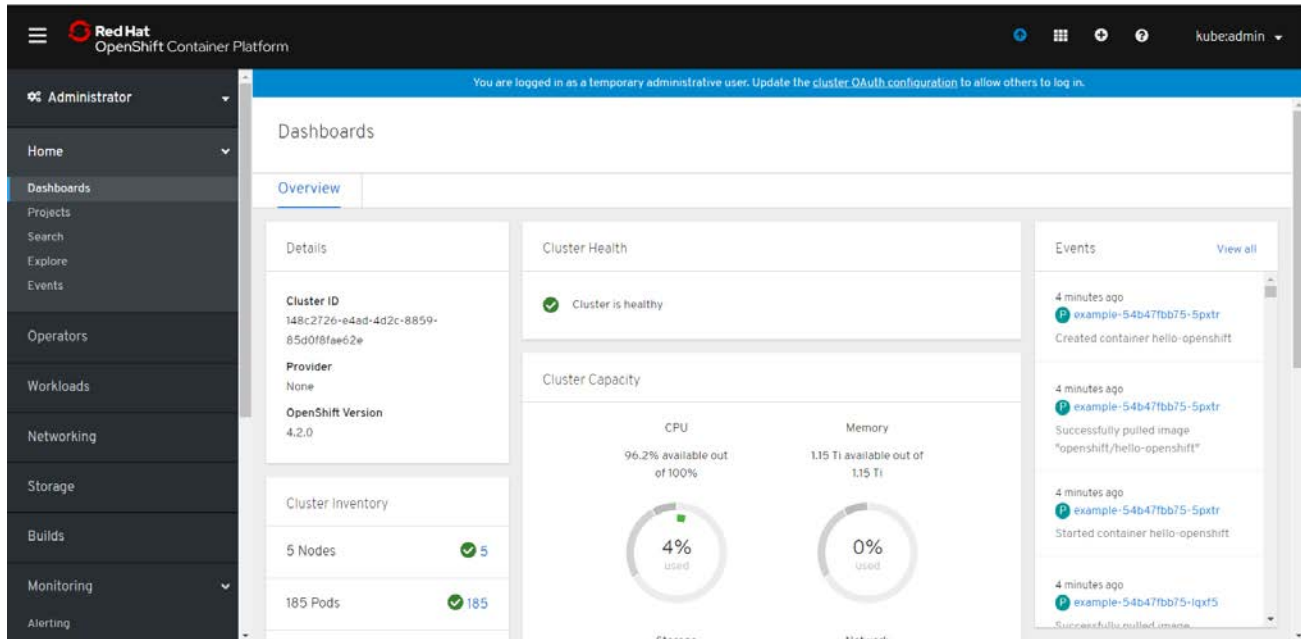 Red Hat
OpenShift Container Platform
kube:admin
You are logged in as a temporary administrative user. Update the cluster OAuth configuration to allow others to log in.
Administrator
Home
Dashboards
Projects
Search
Explore
Events
Operators
Workloads
Networking
Storage
Builds
Monitoring
Alerting
Dashboards
Overview
Details
Cluster ID
148c2726-e4ad-4d2c-8859-
85d0f8fae62e
Provider
None
OpenShift Version
4.2.0
Cluster Inventory
5 Nodes 5
185 Pods 185
Cluster Health
Cluster is healthy
Cluster Capacity
CPU
96.2% available out
of 100%
4%
used
Memory
1.15 Ti available out of
1.15 Ti
0%
used
Events View all
4 minutes ago
P example-54b47fbb75-5pxtr
Created container hello-openshift
4 minutes ago
P example-54b47fbb75-5pxtr
Successfully pulled image
"openshift/hello-openshift"
4 minutes ago
P example-54b47fbb75-5pxtr
Started container hello-openshift
4 minutes ago
P example-54b47fbb75-lqxf5
Successfully pulled image